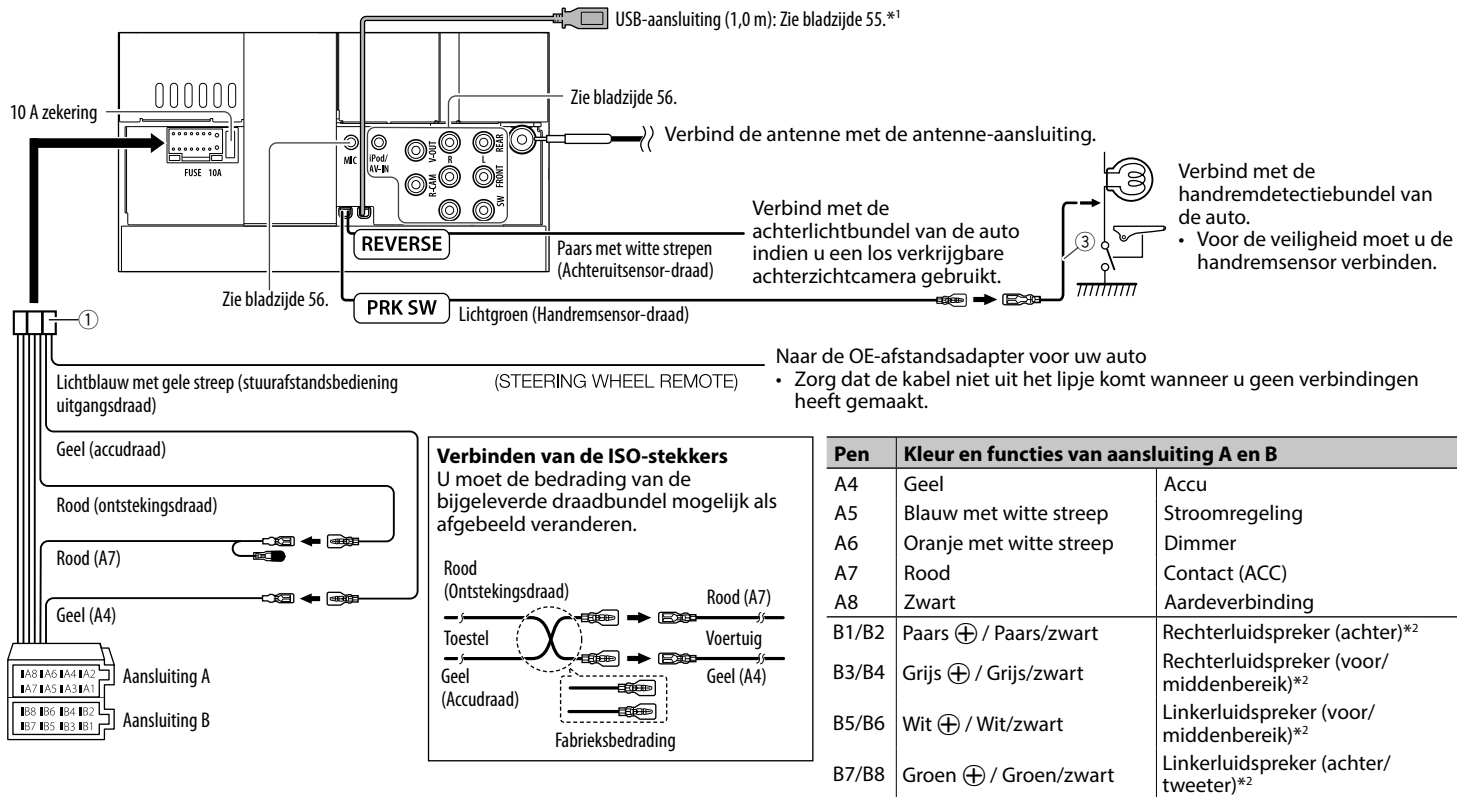 USB-aansluiting (1,0 m): Zie bladzijde 55.*1
10 A zekering
Zie bladzijde 56.
Verbind de antenne met de antenne-aansluiting.
FUSE 10A
MIC
iPod/
AV-IN
V-OUT
R-CAM
R
L
REAR
FRONT
SW
Zie bladzijde 56.
REVERSE
Paars met witte strepen
(Achteruitsensor-draad)
Verbind met de
achterlichtbundel van de auto
indien u een los verkrijgbare
achterzichtcamera gebruikt.
PRK SW
Lichtgroen (Handremsensor-draad)
③
Verbind met de
handremdetectiebundel van
de auto.
• Voor de veiligheid moet u de
handremsensor verbinden.
①
Lichtblauw met gele streep (stuurafstandsbediening
uitgangsdraad)
(STEERING WHEEL REMOTE)
Naar de OE-afstandsadapter voor uw auto
• Zorg dat de kabel niet uit het lipje komt wanneer u geen verbindingen
heeft gemaakt.
Geel (accudraad)
Rood (ontstekingsdraad)
Rood (A7)
Geel (A4)
A8 A6 A4 A2
A7 A5 A3 A1
Aansluiting A
B8 B6 B4 B2
B7 B5 B3 B1
Aansluiting B
Verbinden van de ISO-stekkers
U moet de bedrading van de
bijgeleverde draadbundel mogelijk als
afgebeeld veranderen.
Rood
(Ontstekingsdraad)
Rood (A7)
Toestel
Voertuig
Geel
(Accudraad)
Geel (A4)
Fabrieksbedrading
Pen Kleur en functies van aansluiting A en B
A4 Geel Accu
A5 Blauw met witte streep Stroomregeling
A6 Oranje met witte streep Dimmer
A7 Rood Contact (ACC)
A8 Zwart Aardeverbinding
B1/B2 Paars ⊕ / Paars/zwart Rechterluidspreker (achter)*2
B3/B4 Grijs ⊕ / Grijs/zwart Rechterluidspreker (voor/
middenbereik)*2
B5/B6 Wit ⊕ / Wit/zwart Linkerluidspreker (voor/
middenbereik)*2
B7/B8 Groen ⊕ / Groen/zwart Linkerluidspreker (achter/
tweeter)*2